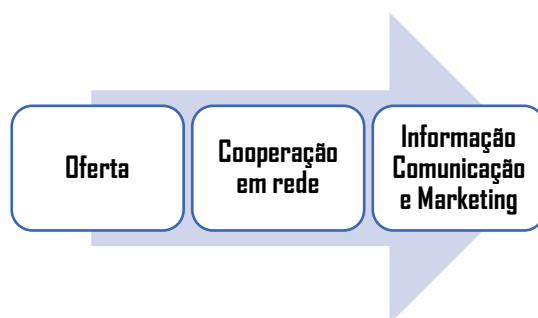 Oferta
Cooperação
em rede
Informação
Comunicação
e Marketing